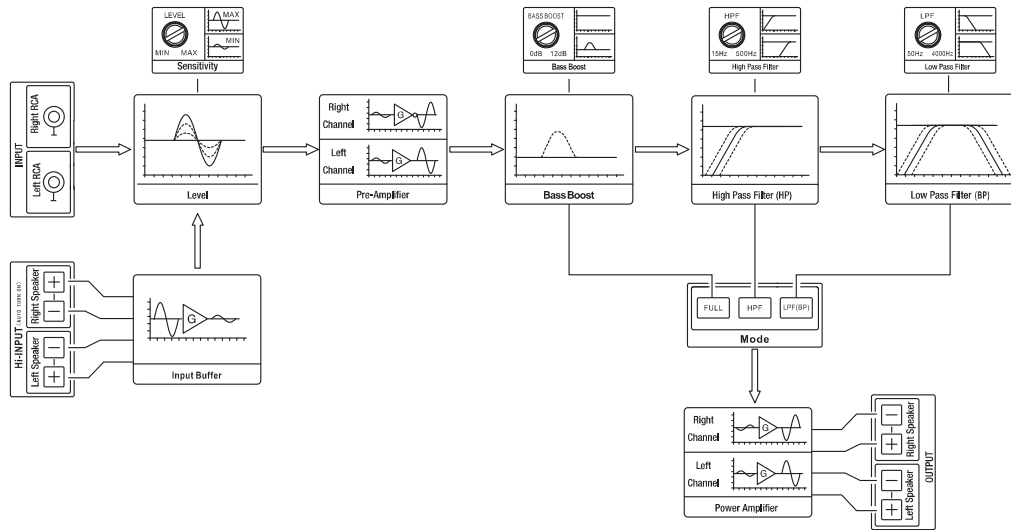 LEVEL
MAX
MIN
MIN MAX
Sensitivity
BASS BOOST
0dB 12dB
Bass Boost
HPF
15Hz 500Hz
High Pass Filter
LPF
50Hz 4000Hz
Low Pass Filter
INPUT
Right RCA
Left RCA
Level
Right
Channel
G
Left
Channel
G
Pre-Amplifier
Bass Boost
High Pass Filter (HP)
Low Pass Filter (BP)
Hi-INPUT (AUTO TURN ON)
Right Speaker
+
−
Left Speaker
−
+
G
Input Buffer
FULL
HPF
LPF(BP)
Mode
Right
Channel
G
Left
Channel
G
Power Amplifier
−
+
Right Speaker
−
+
Left Speaker
OUTPUT